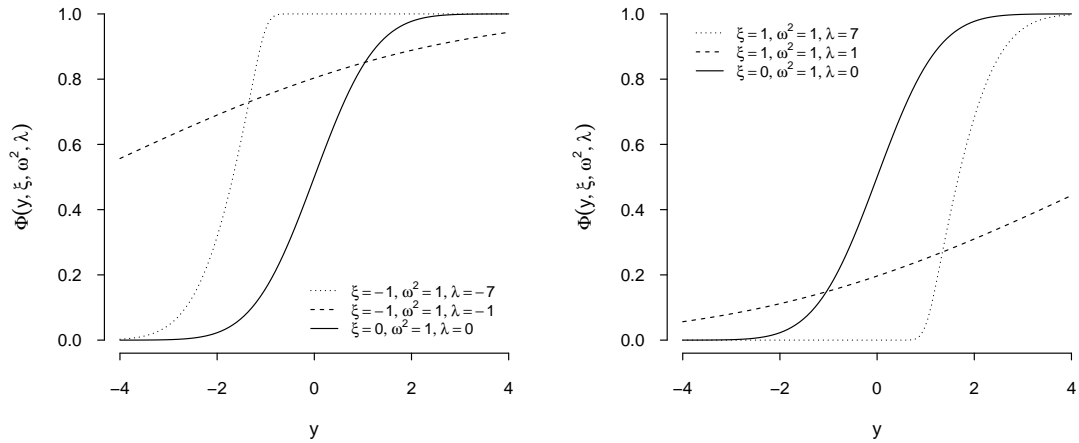 Φ(y, ξ, ω², λ)
1.0
0.8
0.6
0.4
0.2
0.0
ξ = −1, ω² = 1, λ = −7
ξ = −1, ω² = 1, λ = −1
ξ = 0, ω² = 1, λ = 0
−4 −2 0 2 4
y
Φ(y, ξ, ω², λ)
1.0
0.8
0.6
0.4
0.2
0.0
ξ = 1, ω² = 1, λ = 7
ξ = 1, ω² = 1, λ = 1
ξ = 0, ω² = 1, λ = 0
−4 −2 0 2 4
y